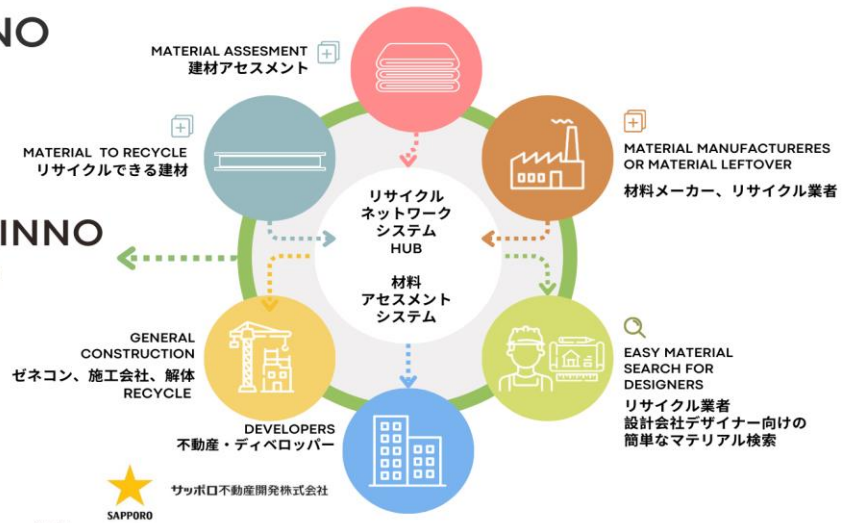 NO
MATERIAL ASSESMENT
建材アセスメント
MATERIAL TO RECYCLE
リサイクルできる建材
MATERIAL MANUFACTURERES
OR MATERIAL LEFTOVER
材料メーカー、リサイクル業者
リサイクル
ネットワーク
システム
HUB
材料
アセスメント
システム
INNO
GENERAL
CONSTRUCTION
ゼネコン、施工会社、解体
RECYCLE
EASY MATERIAL
SEARCH FOR
DESIGNERS
リサイクル業者
設計会社デザイナー向けの
簡単なマテリアル検索
DEVELOPERS
不動産・ディベロッパー
SAPPORO
サッポロ不動産開発株式会社